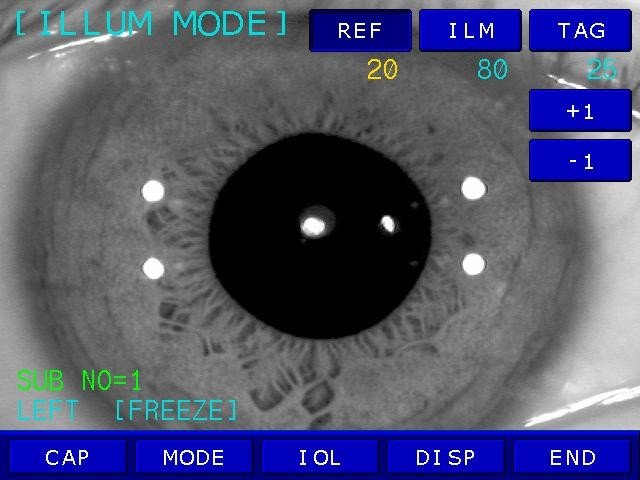 [ILLUM MODE]
REF ILM TAG
20 80 25
+1
-1
SUB NO=1
LEFT [FREEZE]
CAP MODE IOL DISP END